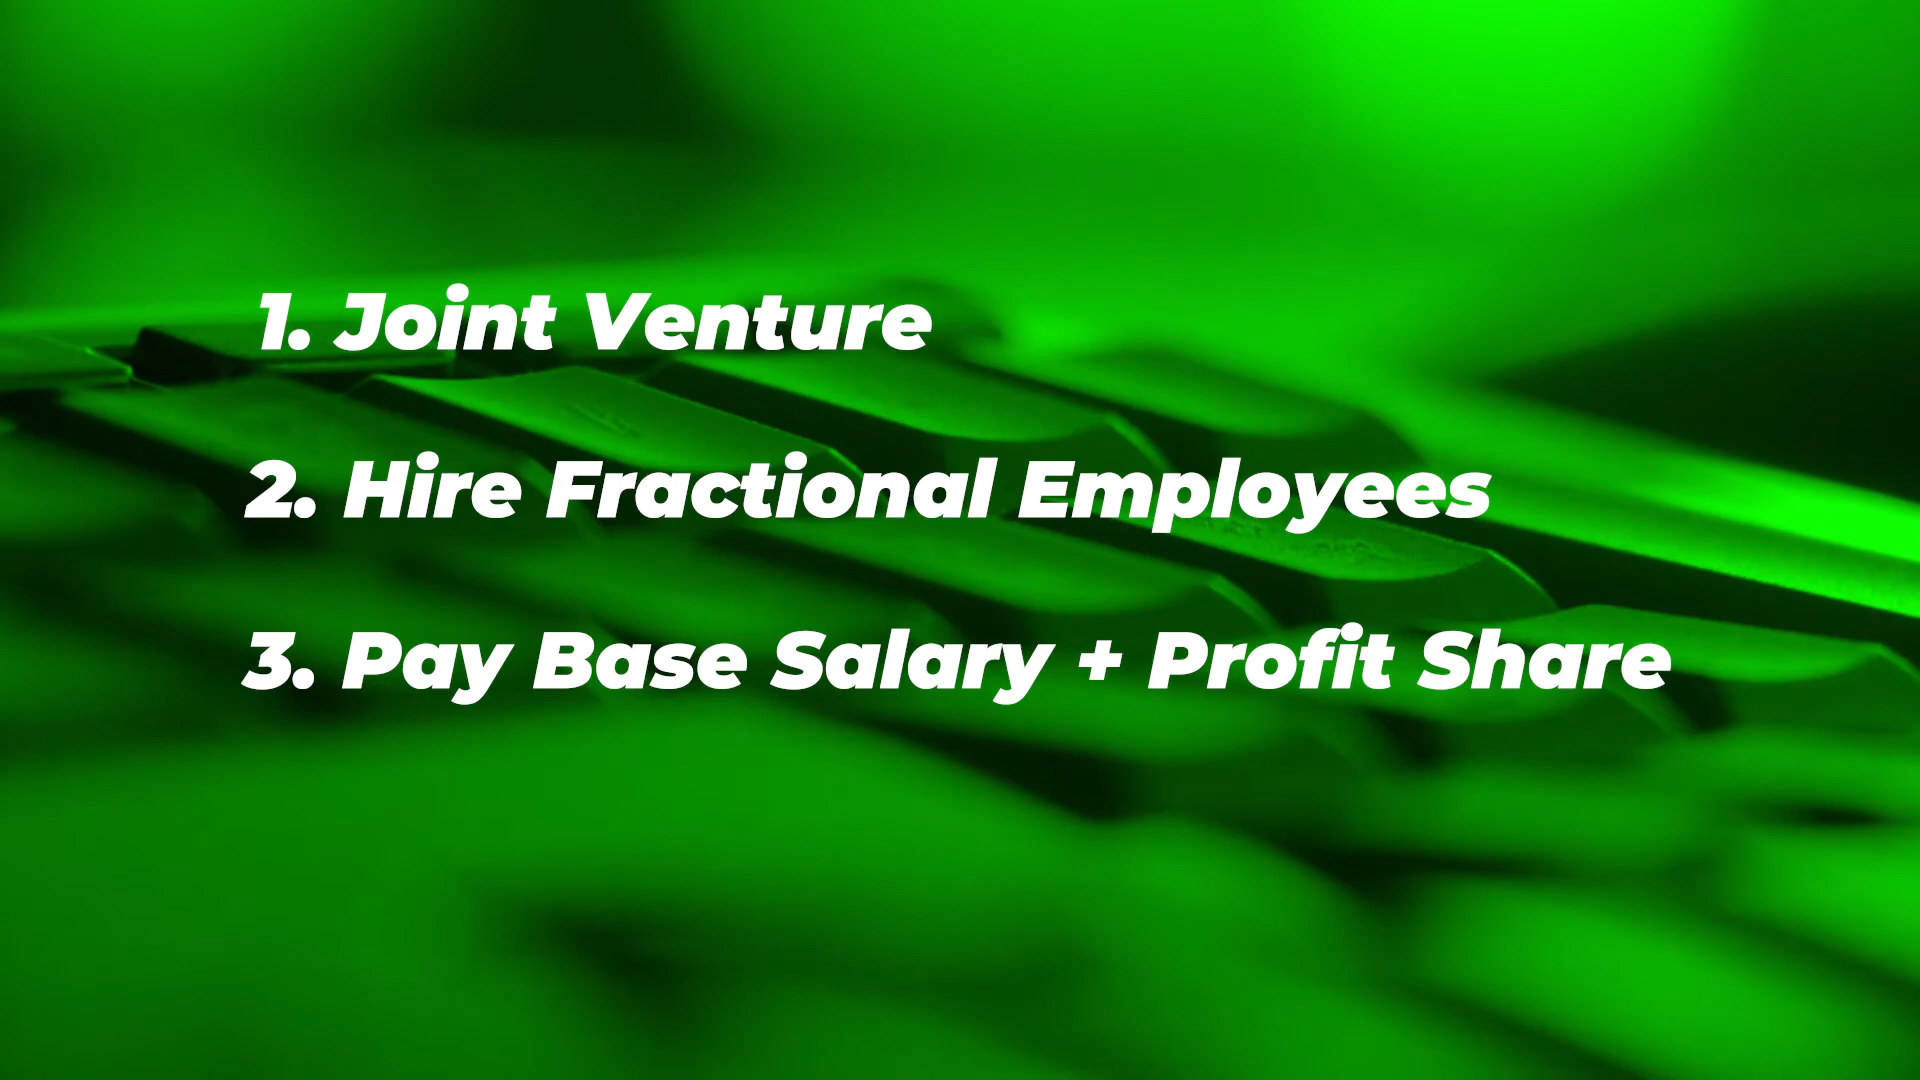 1. Joint Venture
2. Hire Fractional Employees
3. Pay Base Salary + Profit Share